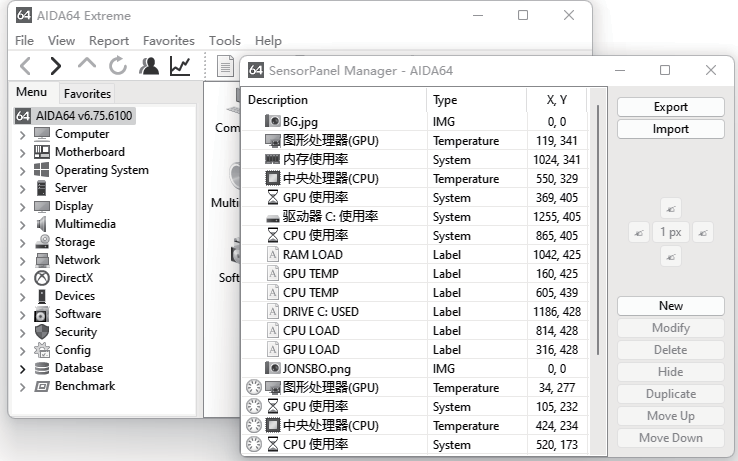 64 AIDA64 Extreme
File View Report Favorites Tools Help
Menu Favorites
64 AIDA64 v6.75.6100
Computer
Motherboard
Operating System
Server
Display
Multimedia
Storage
Network
DirectX
Devices
Software
Security
Config
Database
Benchmark
64 SensorPanel Manager - AIDA64
Description Type X, Y
BG.jpg IMG 0, 0
图形处理器(GPU) Temperature 119, 341
内存使用率 System 1024, 341
中央处理器(CPU) Temperature 550, 329
GPU 使用率 System 369, 405
驱动器 C: 使用率 System 1255, 405
CPU 使用率 System 865, 405
RAM LOAD Label 1042, 425
GPU TEMP Label 160, 425
CPU TEMP Label 605, 439
DRIVE C: USED Label 1186, 428
CPU LOAD Label 814, 428
GPU LOAD Label 316, 428
JONSBO.png IMG 0, 0
图形处理器(GPU) Temperature 34, 277
GPU 使用率 System 105, 232
中央处理器(CPU) Temperature 424, 234
CPU 使用率 System 520, 173
Export
Import
1 px
New
Modify
Delete
Hide
Duplicate
Move Up
Move Down